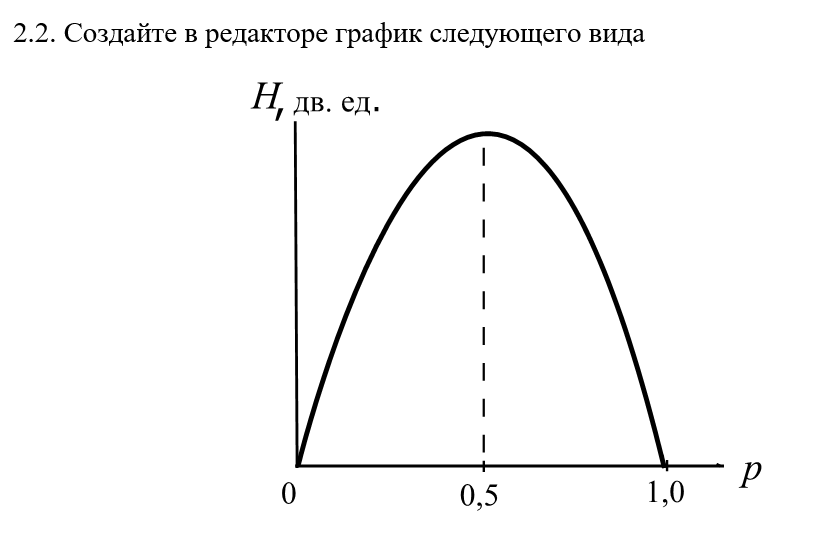 2.2. Создайте в редакторе график следующего вида
H, дв. ед.
p
0
0,5
1,0